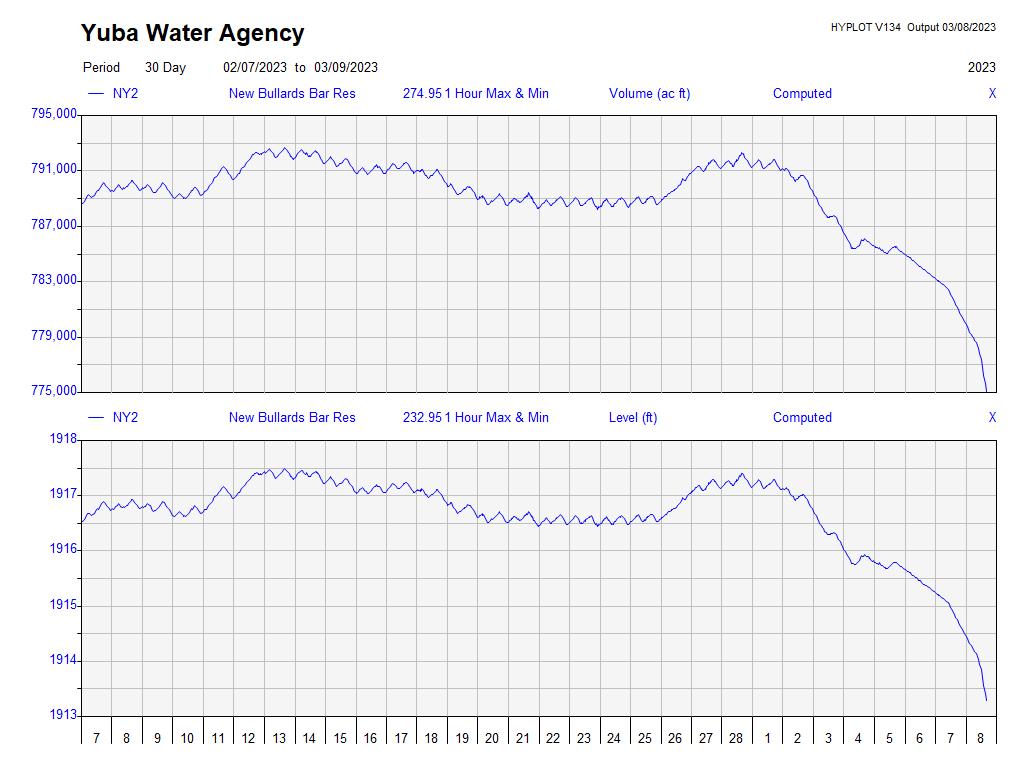 Yuba Water Agency
HYPLOT V134 Output 03/08/2023
Period 30 Day 02/07/2023 to 03/09/2023 2023
NY2 New Bullards Bar Res 274.95 1 Hour Max & Min Volume (ac ft) Computed X
795,000
791,000
787,000
783,000
779,000
775,000
NY2 New Bullards Bar Res 232.95 1 Hour Max & Min Level (ft) Computed X
1918
1917
1916
1915
1914
1913
7 8 9 10 11 12 13 14 15 16 17 18 19 20 21 22 23 24 25 26 27 28 1 2 3 4 5 6 7 8